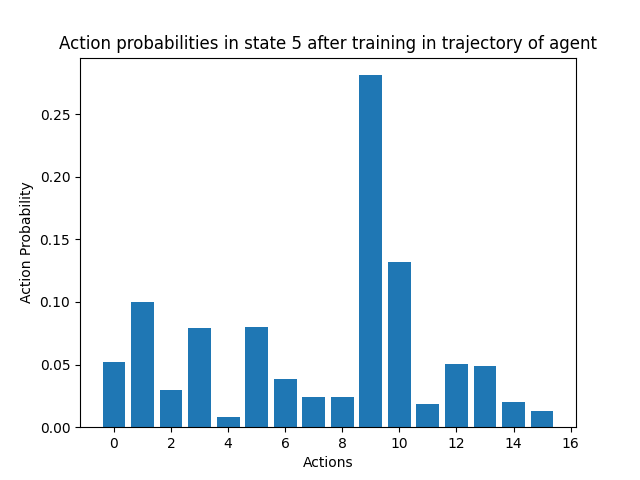 Action probabilities in state 5 after training in trajectory of agent
0.25
0.20
0.15
0.10
0.05
0.00
Action Probability
0 2 4 6 8 10 12 14 16
Actions